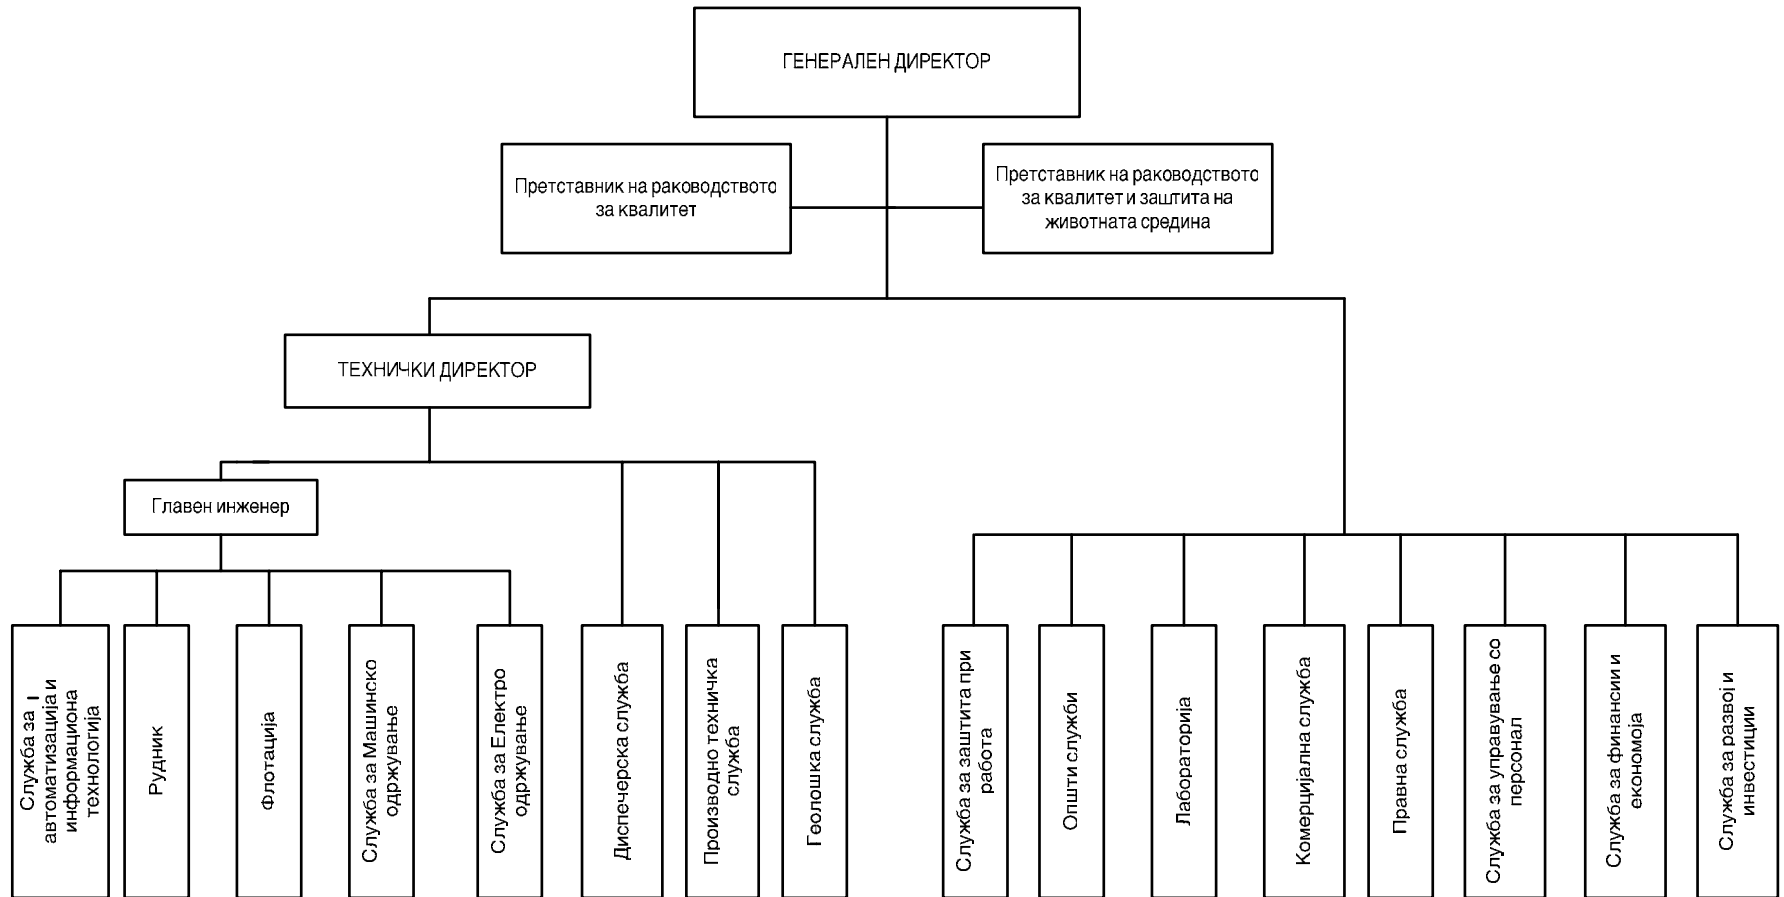 ГЕНЕРАЛЕН ДИРЕКТОР
Претставник на раководството
за квалитет
Претставник на раководството
за квалитет и заштита на
животната средина
ТЕХНИЧКИ ДИРЕКТОР
Главен инженер
Служба за
автоматизација и
информациона
технологија
Рудник
Флотација
Служба за Машинско
одржување
Служба за Електро
одржување
Диспечерска служба
Производно техничка
служба
Геолошка служба
Служба за заштита при
работа
Општи служби
Лабораторија
Комерцијална служба
Правна служба
Служба за управување со
персонал
Служба за финансии и
економја
Служба за развој и
инвестиции